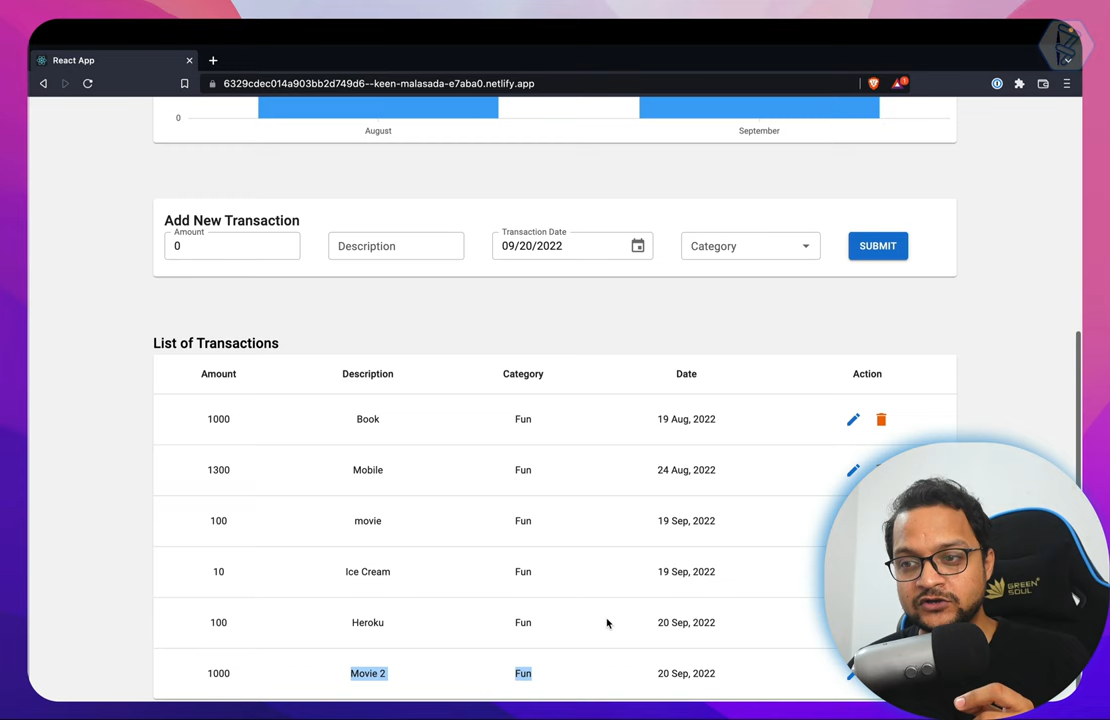 React App
6329cdec014a903bb2d749d6--keen-malasada-e7aba0.netlify.app
1
0
August September
Add New Transaction
Amount Transaction Date
0 Description 09/20/2022 Category SUBMIT
List of Transactions
Amount Description Category Date Action
1000 Book Fun 19 Aug, 2022
1300 Mobile Fun 24 Aug, 2022
100 movie Fun 19 Sep, 2022
10 Ice Cream Fun 19 Sep, 2022
100 Heroku Fun 20 Sep, 2022
1000 Movie 2 Fun 20 Sep, 2022
GREEN
SOUL